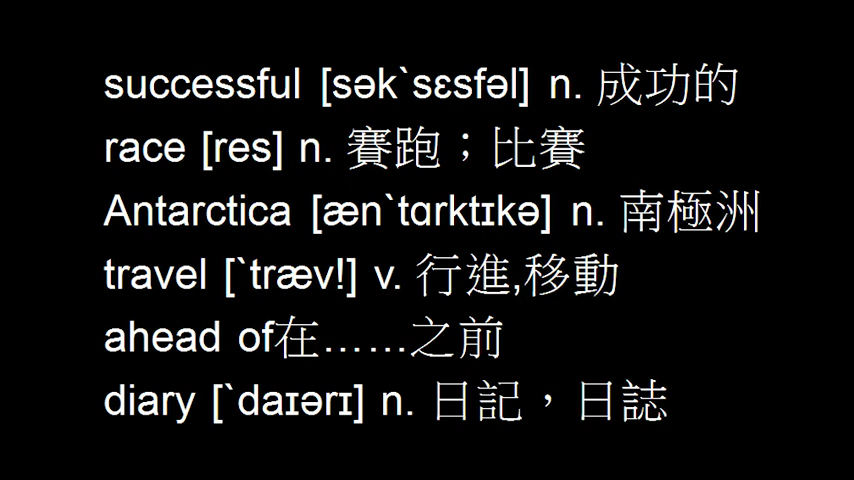 successful [sək`sɛsfəl] n. 成功的
race [res] n. 賽跑；比賽
Antarctica [æn`tɑrktɪkə] n. 南極洲
travel [`træv!] v. 行進,移動
ahead of在……之前
diary [`daɪərɪ] n. 日記，日誌